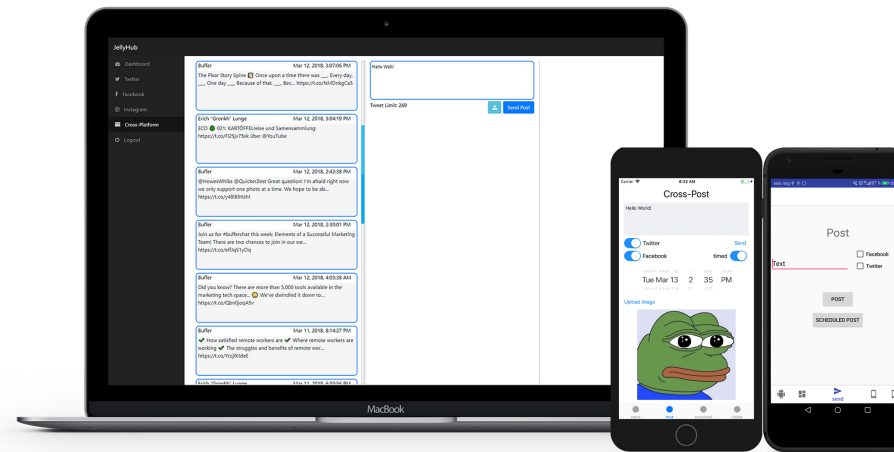 JellyHub
Dashboard
Twitter
Facebook
Instagram
Cross-Platform
Logout
Buffer Mar 12, 2018, 3:07:06 PM
The Pixar Story Spine Once upon a time there was ___. Every day,
___. One day ___. Because of that, ___. Bec...
Erich "Gronkh" Lunge Mar 12, 2018, 3:04:19 PM
ECO 021: KARTÖFFELreise und Samensammlung:
über @YouTube
Buffer Mar 12, 2018, 2:42:38 PM
@HowesWhibs @QuickerZest Great question! I'm afraid right now
we only support one photo at a time. We hope to be ab...
Buffer Mar 12, 2018, 2:30:01 PM
Join us for #bufferchat this week: Elements of a Successful Marketing
Team! There are two chances to join in our we...
Buffer Mar 12, 2018, 4:03:38 AM
Did you know? There are more than 5,000 tools available in the
marketing tech space... We've dwindled it down to...
Buffer Mar 11, 2018, 8:14:27 PM
✔ How satisfied remote workers are ✔ Where remote workers are
working ✔ The struggles and benefits of remote wor...
Hallo Welt!
Tweet Limit: 269
Send Post
MacBook
Carrier 8:32 AM
Cross-Post
Hello World!
Twitter Send
Facebook timed
Tue Mar 13 2 35 PM
Upload Image
Post
Twitter
Post
Text
Facebook
Twitter
POST
SCHEDULED POST
send